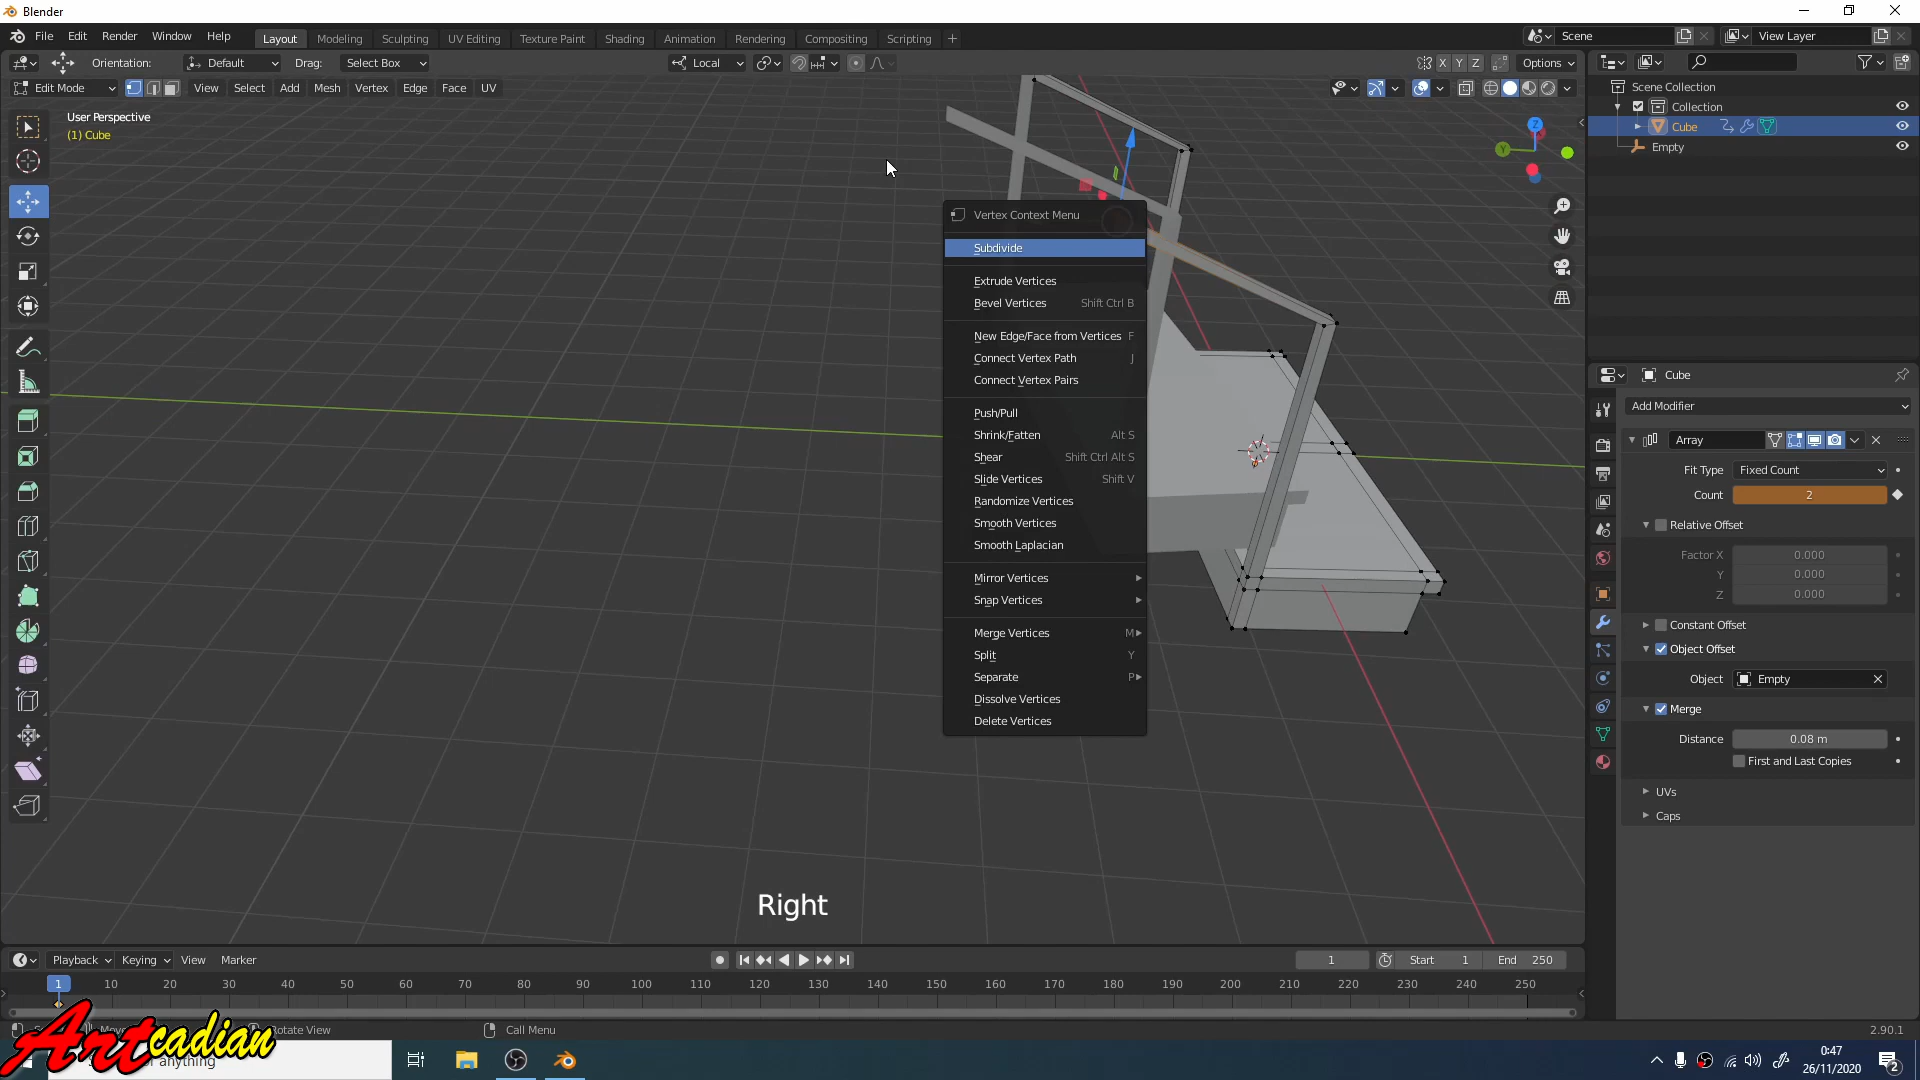 Blender
File Edit Render Window Help
Layout Modeling Sculpting UV Editing Texture Paint Shading Animation Rendering Compositing Scripting
Scene
View Layer
Orientation: Default Drag: Select Box
Local
X Y Z Options
Edit Mode View Select Add Mesh Vertex Edge Face UV
User Perspective
(1) Cube
Z
Y
Scene Collection
Collection
Cube
Empty
Vertex Context Menu
Subdivide
Extrude Vertices
Bevel Vertices Shift Ctrl B
New Edge/Face from Vertices F
Connect Vertex Path J
Connect Vertex Pairs
Push/Pull
Shrink/Fatten Alt S
Shear Shift Ctrl Alt S
Slide Vertices Shift V
Randomize Vertices
Smooth Vertices
Smooth Laplacian
Mirror Vertices
Snap Vertices
Merge Vertices M
Split Y
Separate P
Dissolve Vertices
Delete Vertices
Cube
Add Modifier
Array
Fit Type Fixed Count
Count 2
Relative Offset
Factor X 0.000
Y 0.000
Z 0.000
Constant Offset
Object Offset
Object Empty
Merge
Distance 0.08 m
First and Last Copies
UVs
Caps
Right
Playback Keying View Marker
1 Start 1 End 250
1 10 20 30 40 50 60 70 80 90 100 110 120 130 140 150 160 170 180 190 200 210 220 230 240 250
Rotate View Call Menu 2.90.1
Artcadian
anything
0:47
26/11/2020
2